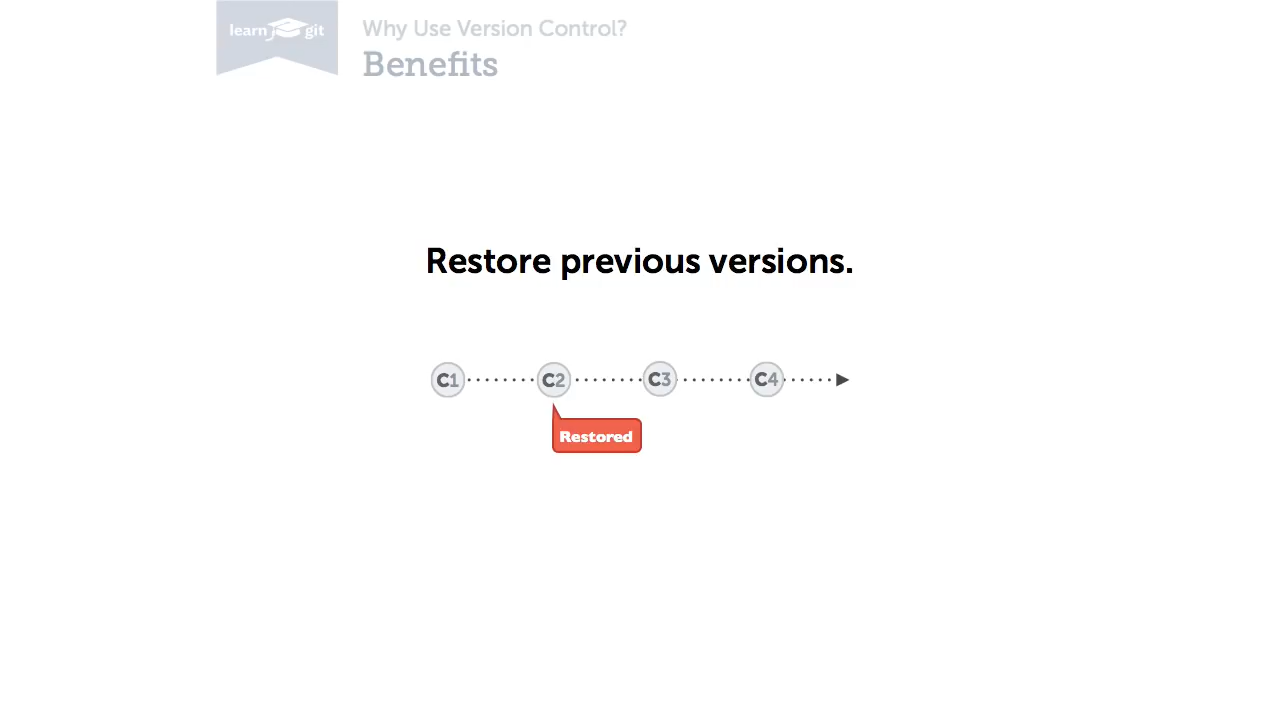 learn git
Why Use Version Control?
Benefits
Restore previous versions.
C1 C2 C3 C4
Restored